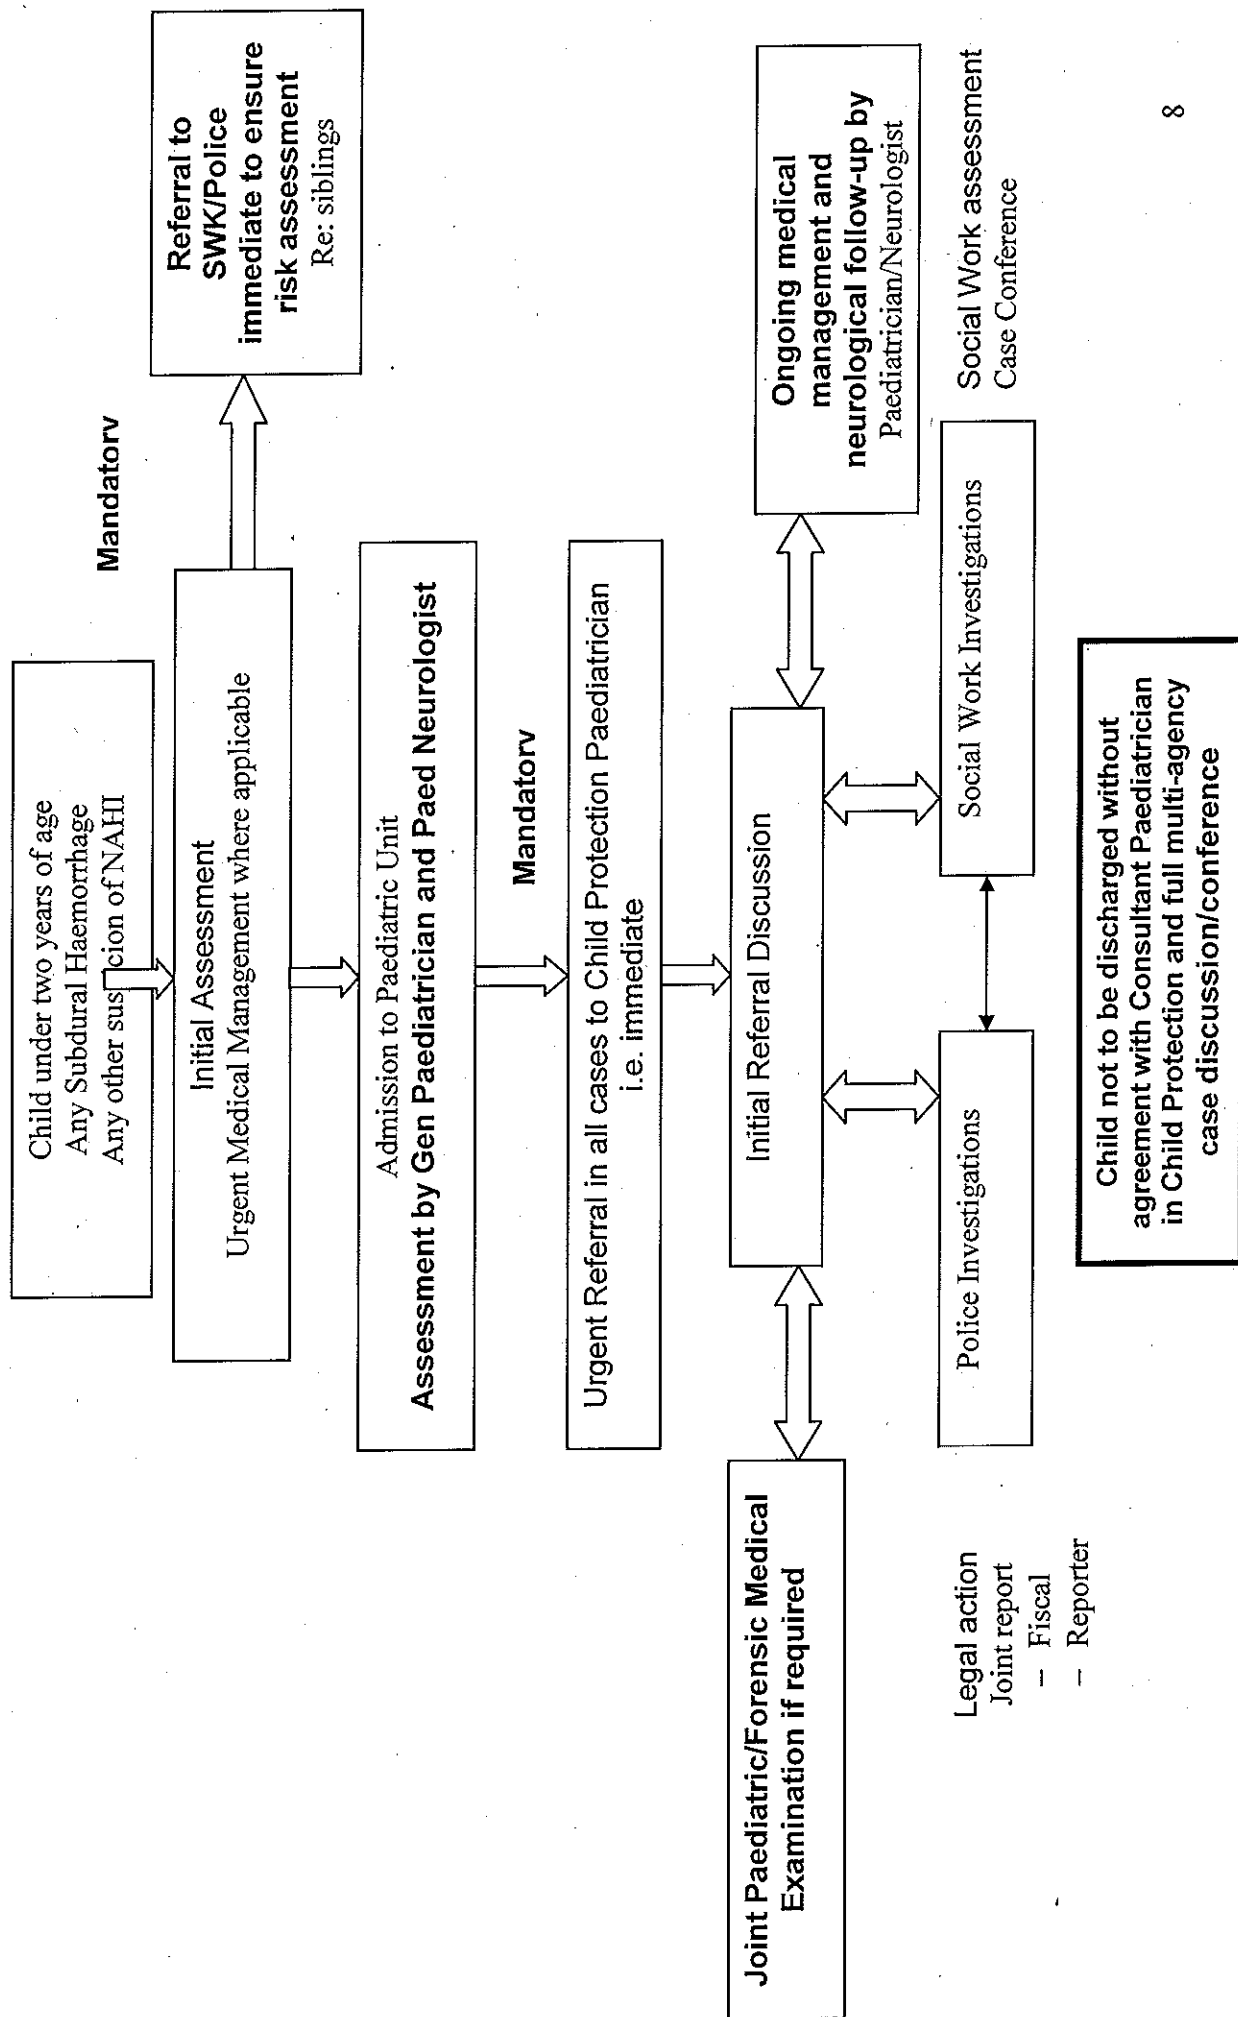 Child under two years of age
Any Subdural Haemorrhage
Any other sus cion of NAHI
Mandatory
Initial Assessment
Urgent Medical Management where applicable
Referral to
SWK/Police
immediate to ensure
risk assessment
Re: siblings
Admission to Paediatric Unit
Assessment by Gen Paediatrician and Paed Neurologist
Mandatory
Urgent Referral in all cases to Child Protection Paediatrician
i.e. immediate
Joint Paediatric/Forensic Medical
Examination if required
Initial Referral Discussion
Ongoing medical
management and
neurological follow-up by
Paediatrician/Neurologist
Legal action
Joint report
– Fiscal
– Reporter
Police Investigations
Social Work Investigations
Social Work assessment
Case Conference
Child not to be discharged without
agreement with Consultant Paediatrician
in Child Protection and full multi-agency
case discussion/conference
8